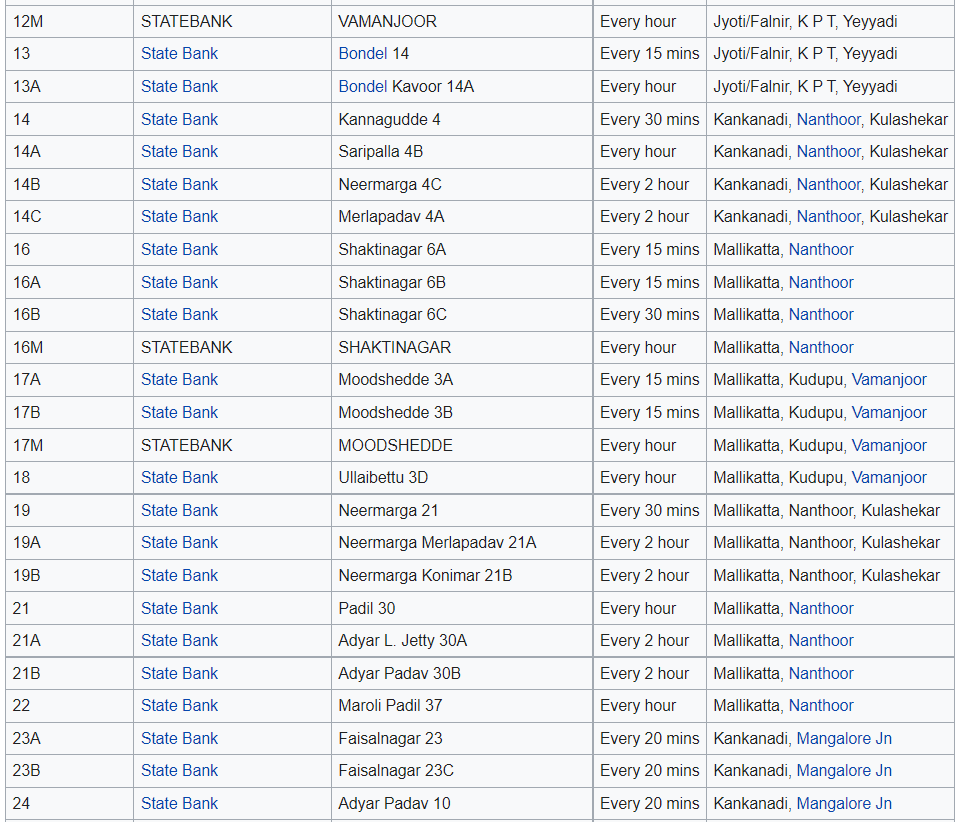 12M STATEBANK VAMANJOOR Every hour Jyoti/Falnir, K P T, Yeyyadi
13 State Bank Bondel 14 Every 15 mins Jyoti/Falnir, K P T, Yeyyadi
13A State Bank Bondel Kavoor 14A Every hour Jyoti/Falnir, K P T, Yeyyadi
14 State Bank Kannagudde 4 Every 30 mins Kankanadi, Nanthoor, Kulashekar
14A State Bank Saripalla 4B Every hour Kankanadi, Nanthoor, Kulashekar
14B State Bank Neermarga 4C Every 2 hour Kankanadi, Nanthoor, Kulashekar
14C State Bank Merlapadav 4A Every 2 hour Kankanadi, Nanthoor, Kulashekar
16 State Bank Shaktinagar 6A Every 15 mins Mallikatta, Nanthoor
16A State Bank Shaktinagar 6B Every 15 mins Mallikatta, Nanthoor
16B State Bank Shaktinagar 6C Every 30 mins Mallikatta, Nanthoor
16M STATEBANK SHAKTINAGAR Every hour Mallikatta, Nanthoor
17A State Bank Moodshedde 3A Every 15 mins Mallikatta, Kudupu, Vamanjoor
17B State Bank Moodshedde 3B Every 15 mins Mallikatta, Kudupu, Vamanjoor
17M STATEBANK MOODSHEDDE Every hour Mallikatta, Kudupu, Vamanjoor
18 State Bank Ullaibettu 3D Every hour Mallikatta, Kudupu, Vamanjoor
19 State Bank Neermarga 21 Every 30 mins Mallikatta, Nanthoor, Kulashekar
19A State Bank Neermarga Merlapadav 21A Every 2 hour Mallikatta, Nanthoor, Kulashekar
19B State Bank Neermarga Konimar 21B Every 2 hour Mallikatta, Nanthoor, Kulashekar
21 State Bank Padil 30 Every hour Mallikatta, Nanthoor
21A State Bank Adyar L. Jetty 30A Every 2 hour Mallikatta, Nanthoor
21B State Bank Adyar Padav 30B Every 2 hour Mallikatta, Nanthoor
22 State Bank Maroli Padil 37 Every hour Mallikatta, Nanthoor
23A State Bank Faisalnagar 23 Every 20 mins Kankanadi, Mangalore Jn
23B State Bank Faisalnagar 23C Every 20 mins Kankanadi, Mangalore Jn
24 State Bank Adyar Padav 10 Every 20 mins Kankanadi, Mangalore Jn